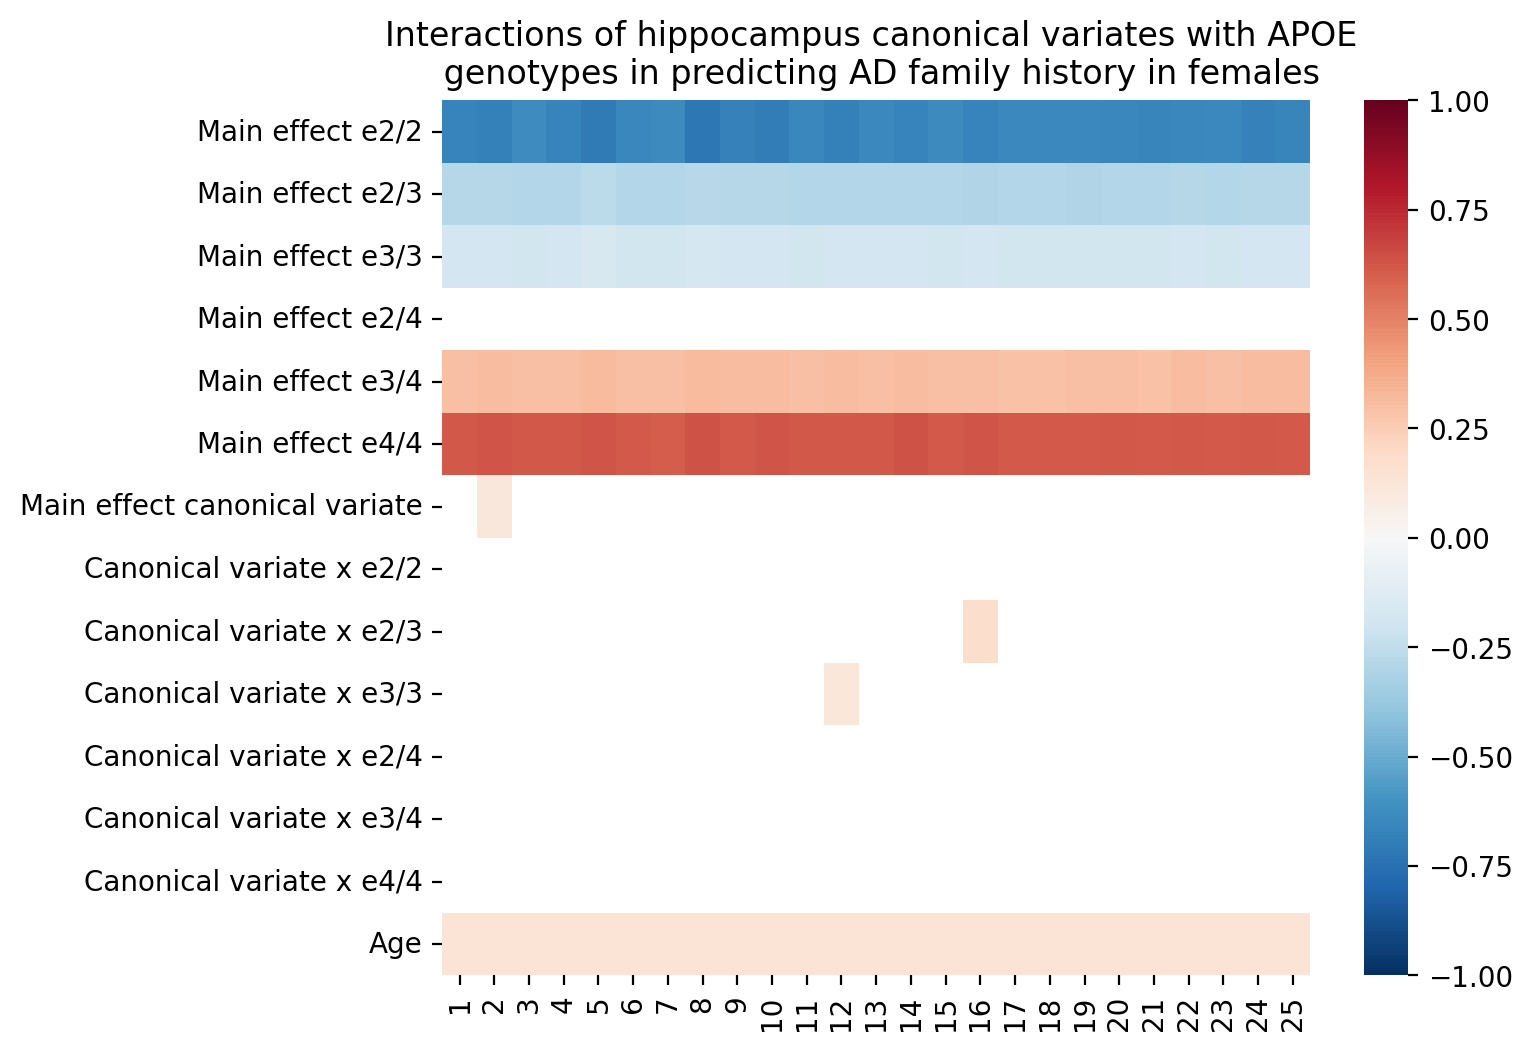 Interactions of hippocampus canonical variates with APOE
genotypes in predicting AD family history in females
Main effect e2/2
Main effect e2/3
Main effect e3/3
Main effect e2/4
Main effect e3/4
Main effect e4/4
Main effect canonical variate
Canonical variate x e2/2
Canonical variate x e2/3
Canonical variate x e3/3
Canonical variate x e2/4
Canonical variate x e3/4
Canonical variate x e4/4
Age
1 2 3 4 5 6 7 8 9 10 11 12 13 14 15 16 17 18 19 20 21 22 23 24 25
1.00
0.75
0.50
0.25
0.00
−0.25
−0.50
−0.75
−1.00